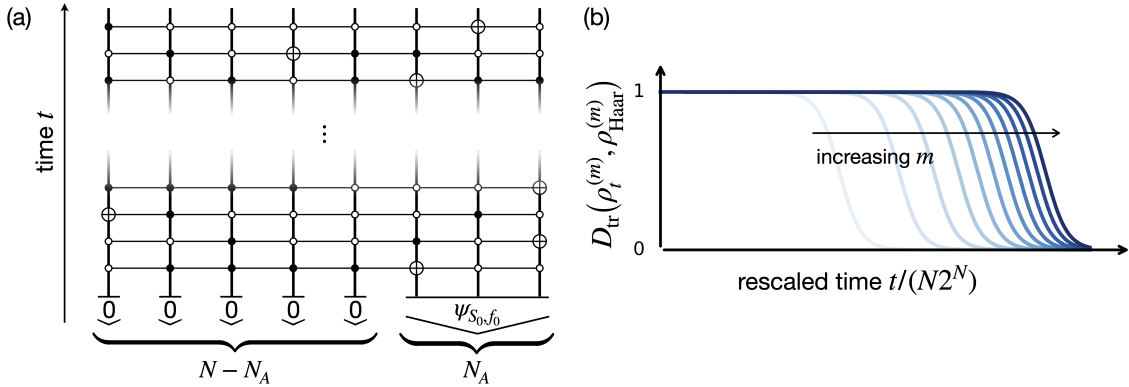 (a)
time t
...
0 0 0 0 0
ψ_{S_0,f_0}
N − N_A
N_A
(b)
D_tr(ρ_t^{(m)}, ρ_Haar^{(m)})
1
increasing m
0
rescaled time t/(N2^N)